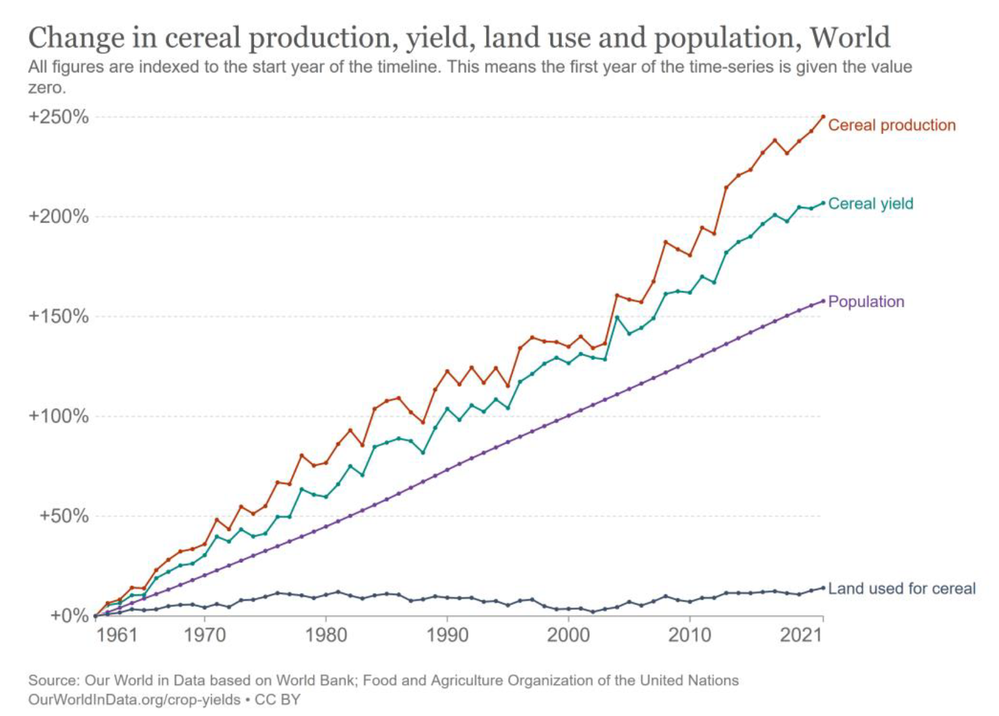 Change in cereal production, yield, land use and population, World
All figures are indexed to the start year of the timeline. This means the first year of the time-series is given the value
zero.
+250%
Cereal production
Cereal yield
+200%
+150%
Population
+100%
+50%
Land used for cereal
+0%
1961 1970 1980 1990 2000 2010 2021
Source: Our World in Data based on World Bank; Food and Agriculture Organization of the United Nations
OurWorldInData.org/crop-yields • CC BY